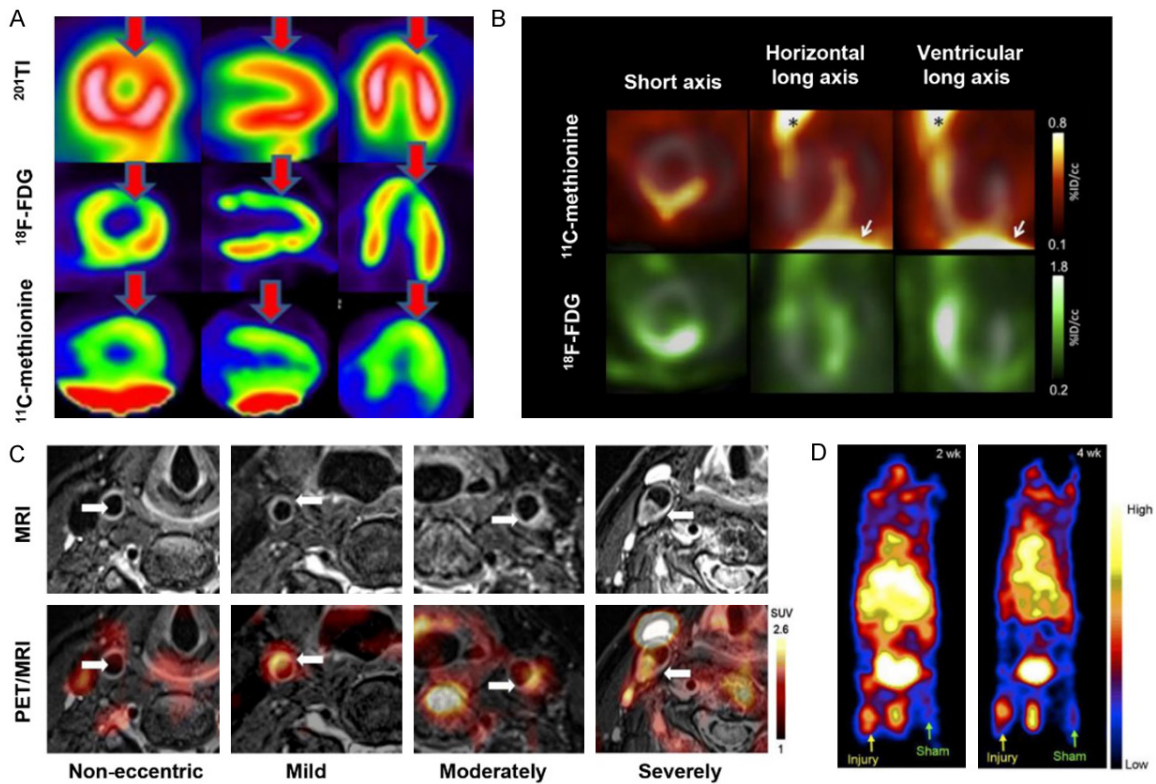 A
²⁰¹Tl
¹⁸F-FDG
¹¹C-methionine
B
Short axis
Horizontal
long axis
Ventricular
long axis
¹¹C-methionine
*
*
0.8
%ID/cc
0.1
¹⁸F-FDG
1.8
%ID/cc
0.2
C
MRI
PET/MRI
SUV
2.6
1
Non-eccentric
Mild
Moderately
Severely
D
2 wk
4 wk
Injury
Sham
Injury
Sham
High
Low